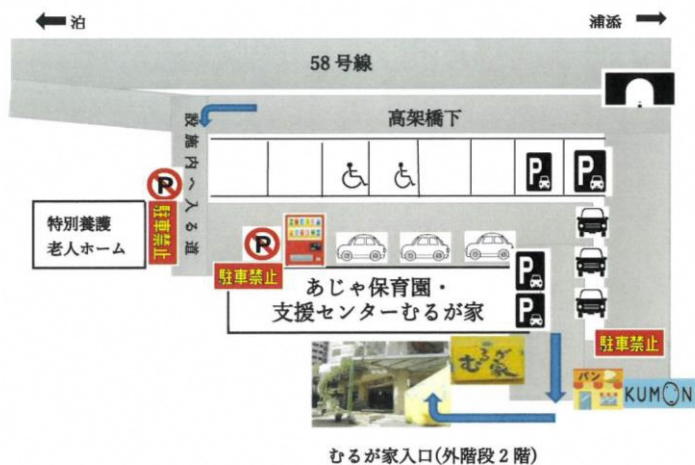 泊
浦添
58号線
高架橋下
設施内へ入る道
P
P
P
駐車禁止
特別養護
老人ホーム
P
駐車禁止
あじゃ保育園・
支援センターむるが家
P
P
駐車禁止
むるが家
パン
KUMON
むるが家入口(外階段2階)